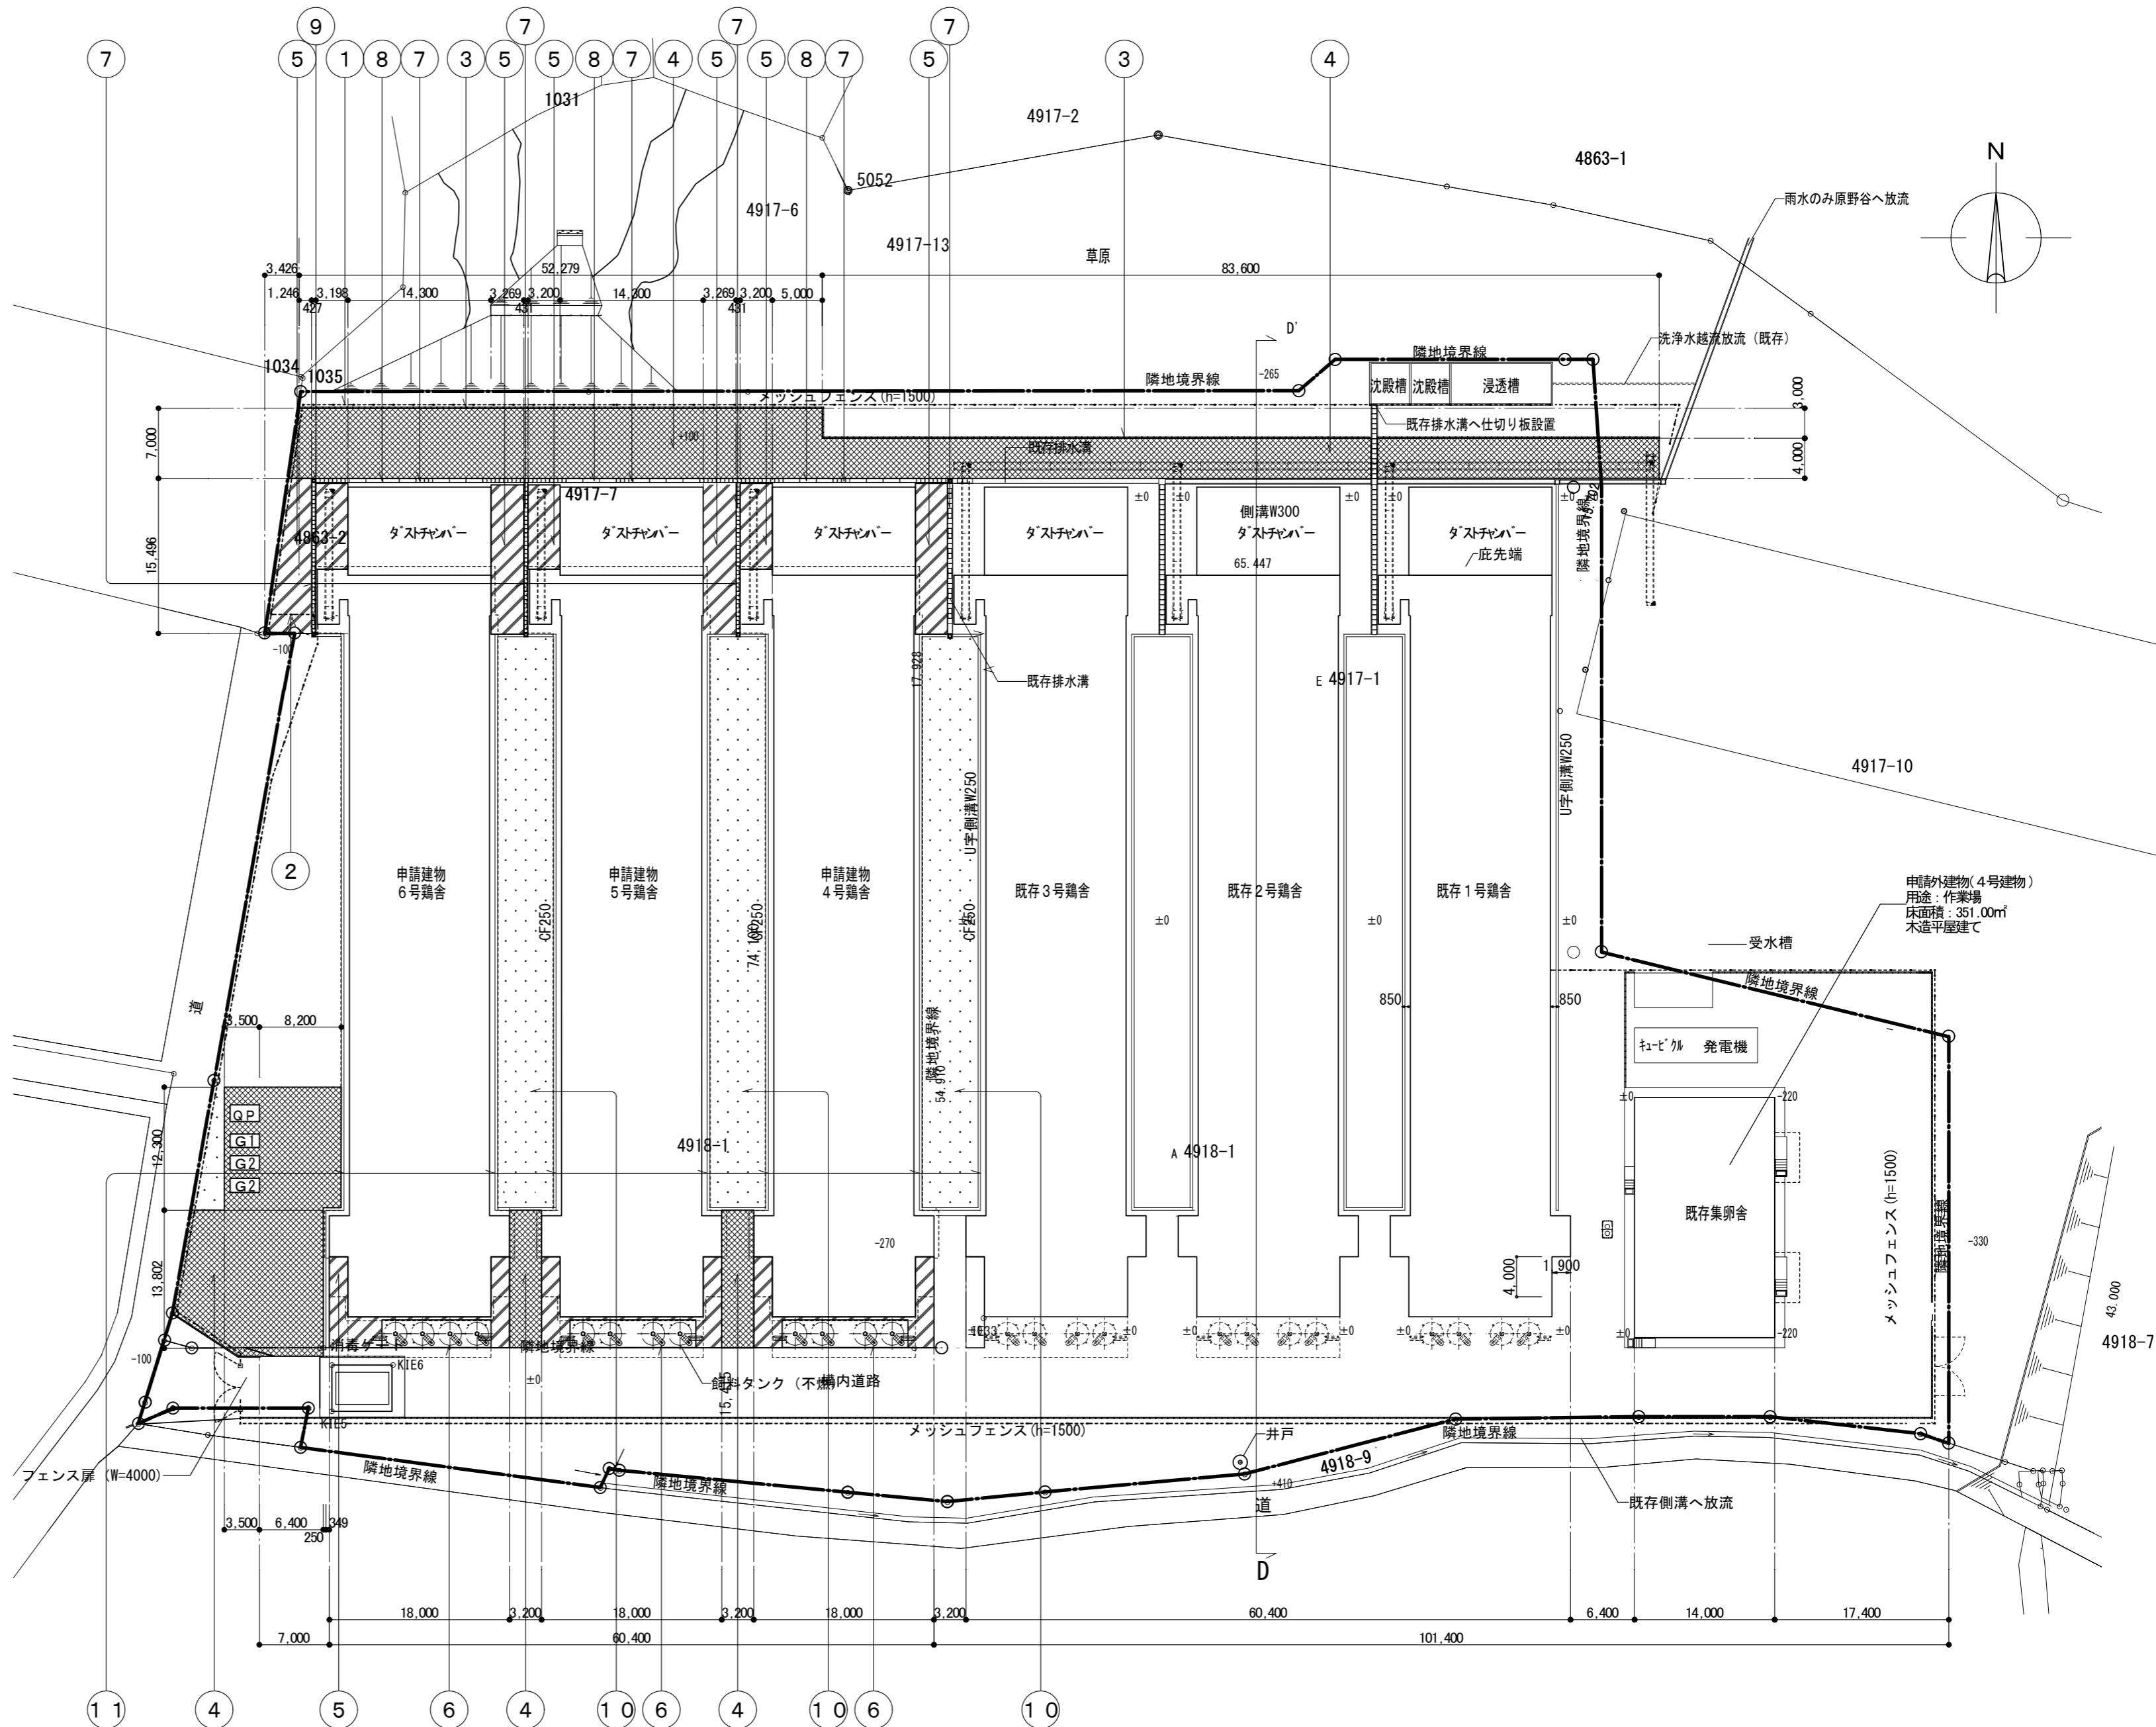 9
7
7
7
7
5
1
8
7
3
5
5
8
7
4
5
5
8
7
5
3
4
1031
4917-2
4863-1
N
5052
4917-6
雨水のみ原野谷へ放流
4917-13
草原
3,426
52,279
83,600
1,246
3,198
14,300
3,269
3,200
14,300
3,269
3,200
5,000
427
431
431
D'
洗浄水越流放流（既存）
隣地境界線
1034
1035
隣地境界線
-265
沈殿槽
沈殿槽
浸透槽
3,000
メッシュフェンス(h=1500)
既存排水溝へ仕切り板設置
7,000
+100
既存排水溝
4,000
4917-7
±0
±0
±0
±0
±0
側溝W300
隣地境界線
4863-2
ダストチャンバー
ダストチャンバー
ダストチャンバー
ダストチャンバー
ダストチャンバー
ダストチャンバー
15,496
庇先端
65.447
-100
17.928
既存排水溝
E 4917-1
U字側溝W250
U字側溝W250
4917-10
2
申請建物
6号鶏舎
申請建物
5号鶏舎
申請建物
4号鶏舎
既存3号鶏舎
既存2号鶏舎
既存1号鶏舎
申請外建物(4号建物)
用途：作業場
床面積：351.00㎡
木造平屋建て
CF250
CF250
CF250
74,100
±0
±0
±0
受水槽
隣地境界線
道
850
850
3,500
8,200
隣地境界線
54.910
キュービクル
発電機
QP
G1
G2
G2
12,300
±0
-220
4918-1
A 4918-1
メッシュフェンス(h=1500)
隣地境界線
既存集卵舎
-270
-330
13,802
4,000
1,900
43.000
4918-7
消毒ゲート
隣地境界線
±0
±0
±0
±0
±0
±0
-220
-100
KIE6
±0
飼料タンク（不燃）
構内道路
15,455
KIE5
メッシュフェンス(h=1500)
井戸
隣地境界線
4918-9
フェンス扉 (W=4000)
隣地境界線
隣地境界線
+410
道
既存側溝へ放流
3,500
6,400
349
250
D
18,000
3,200
18,000
3,200
18,000
3,200
60,400
6,400
14,000
17,400
7,000
60,400
101,400
11
4
5
6
4
10
6
4
10
6
10